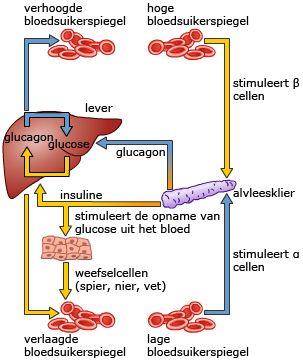 verhoogde
bloedsuikerspiegel
hoge
bloedsuikerspiegel
stimuleert β
cellen
lever
glucagon
glucose
glucagon
insuline
alvleesklier
stimuleert de opname van
glucose uit het bloed
stimuleert α
cellen
weefselcellen
(spier, nier, vet)
verlaagde
bloedsuikerspiegel
lage
bloedsuikerspiegel